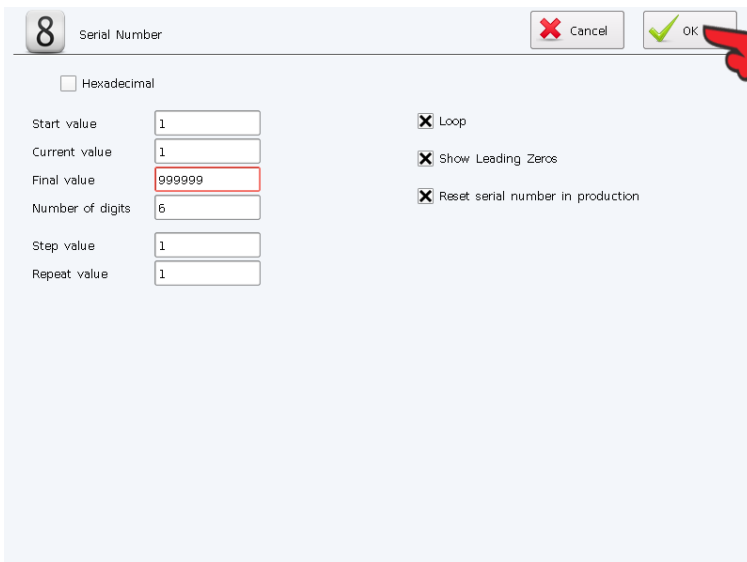 8 Serial Number Cancel OK
Hexadecimal
Start value 1
Current value 1
Final value 999999
Number of digits 6
Step value 1
Repeat value 1
Loop
Show Leading Zeros
Reset serial number in production